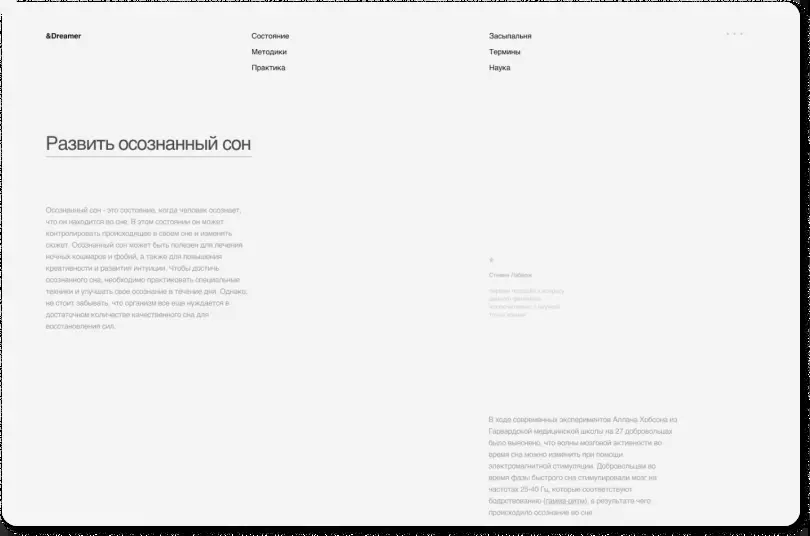 &Dreamer
Состояние
Методики
Практика
Засыпальня
Термины
Наука
Развить осознанный сон
Осознанный сон - это состояние, когда человек осознает,
что он находится во сне. В этом состоянии он может
контролировать происходящее в своем сне и изменять
сюжет. Осознанный сон может быть полезен для лечения
ночных кошмаров и фобий, а также для повышения
креативности и развития интуиции. Чтобы достичь
осознанного сна, необходимо практиковать специальные
техники и улучшать свое осознание в течение дня. Однако,
не стоит забывать, что организм все еще нуждается в
достаточном количестве качественного сна для
восстановления сил.
Стивен Лаберж
В ходе современных экспериментов Аллана Хобсона из
Гарвардской медицинской школы на 27 добровольцах
было выяснено, что волны мозговой активности во
время сна можно изменить при помощи
электромагнитной стимуляции. Добровольцам во
время фазы быстрого сна стимулировали мозг на
частотах 25-40 Гц, которые соответствуют
бодрствованию (гамма-ритм), в результате чего
происходило осознание во сне